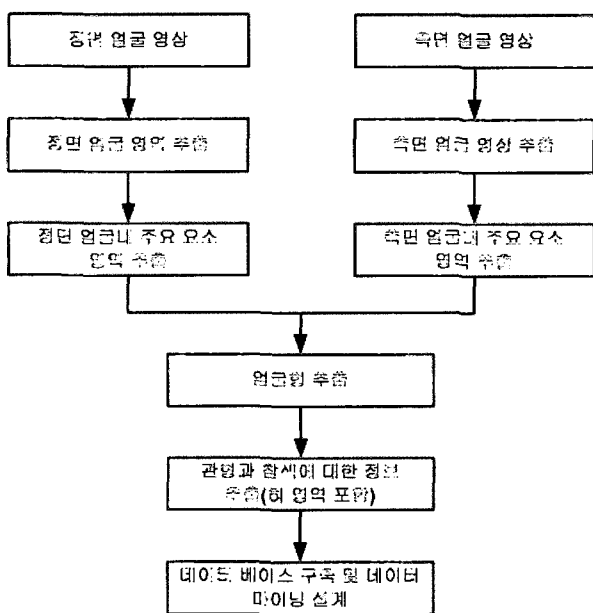 정면 얼굴 영상
측면 얼굴 영상
정면 얼굴 영역 추출
측면 얼굴 영상 추출
정면 얼굴내 주요 요소
영역 추출
측면 얼굴내 주요 요소
영역 추출
얼굴형 추출
관형과 찰색에 대한 정보
추출(혀 영역 포함)
데이터 베이스 구축 및 데이터
마이닝 설계